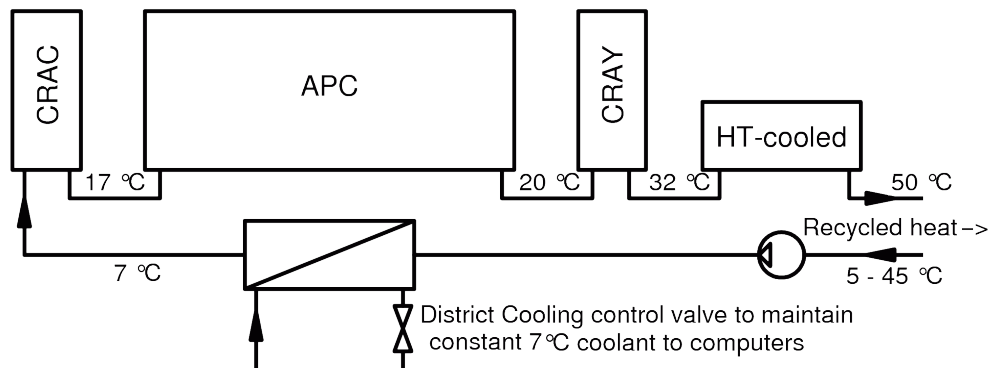 CRAC
APC
CRAY
HT-cooled
17 °C
20 °C
32 °C
50 °C
Recycled heat ->
7 °C
5 - 45 °C
District Cooling control valve to maintain
constant 7°C coolant to computers